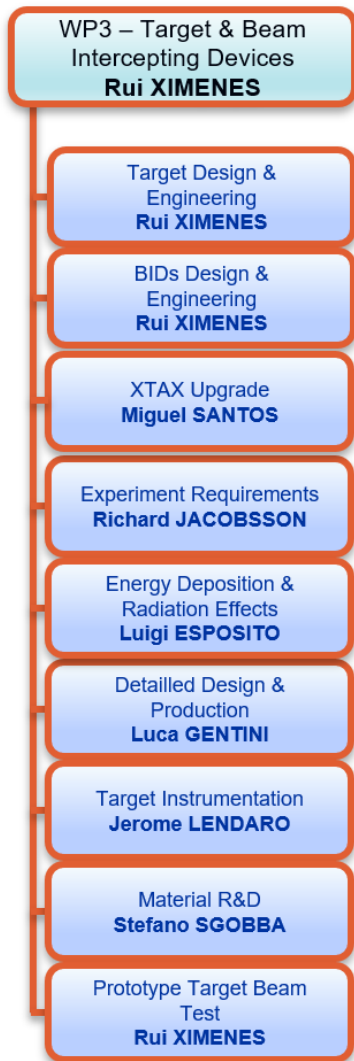 WP3 – Target & Beam
Intercepting Devices
Rui XIMENES
Target Design &
Engineering
Rui XIMENES
BIDs Design &
Engineering
Rui XIMENES
XTAX Upgrade
Miguel SANTOS
Experiment Requirements
Richard JACOBSSON
Energy Deposition &
Radiation Effects
Luigi ESPOSITO
Detailled Design &
Production
Luca GENTINI
Target Instrumentation
Jerome LENDARO
Material R&D
Stefano SGOBBA
Prototype Target Beam
Test
Rui XIMENES